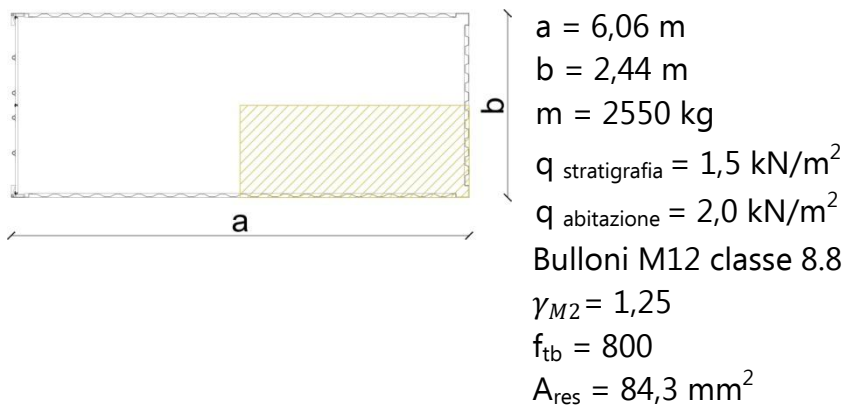 a = 6,06 m
b = 2,44 m
m = 2550 kg
q stratigrafia = 1,5 kN/m²
q abitazione = 2,0 kN/m²
Bulloni M12 classe 8.8
γM2 = 1,25
ftb = 800
Ares = 84,3 mm²
b
a